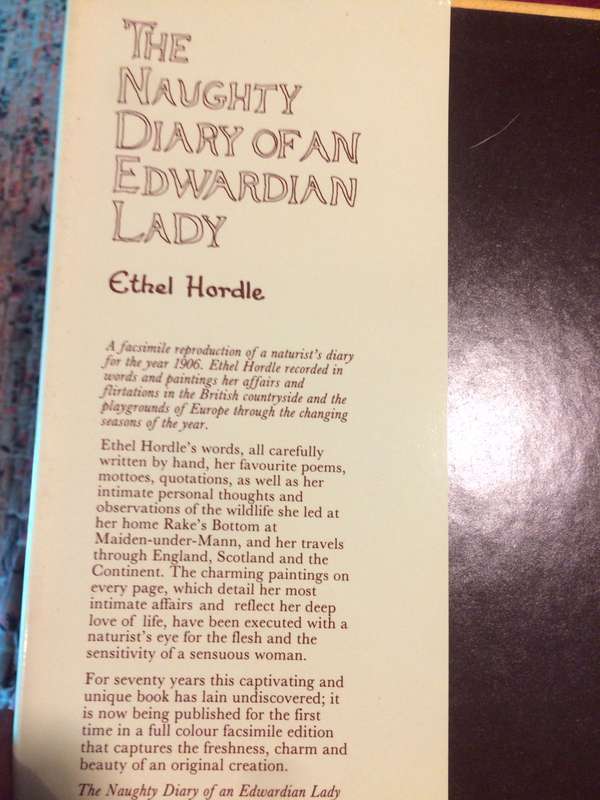 THE
NAUGHTY
DIARY OF AN
EDWARDIAN
LADY
Ethel Hordle
A facsimile reproduction of a naturist's diary
for the year 1906. Ethel Hordle recorded in
words and paintings her affairs and
flirtations in the British countryside and the
playgrounds of Europe through the changing
seasons of the year.
Ethel Hordle's words, all carefully
written by hand, her favourite poems,
mottoes, quotations, as well as her
intimate personal thoughts and
observations of the wildlife she led at
her home Rake's Bottom at
Maiden-under-Mann, and her travels
through England, Scotland and the
Continent. The charming paintings on
every page, which detail her most
intimate affairs and reflect her deep
love of life, have been executed with a
naturist's eye for the flesh and the
sensitivity of a sensuous woman.
For seventy years this captivating and
unique book has lain undiscovered; it
is now being published for the first
time in a full colour facsimile edition
that captures the freshness, charm and
beauty of an original creation.
The Naughty Diary of an Edwardian Lady